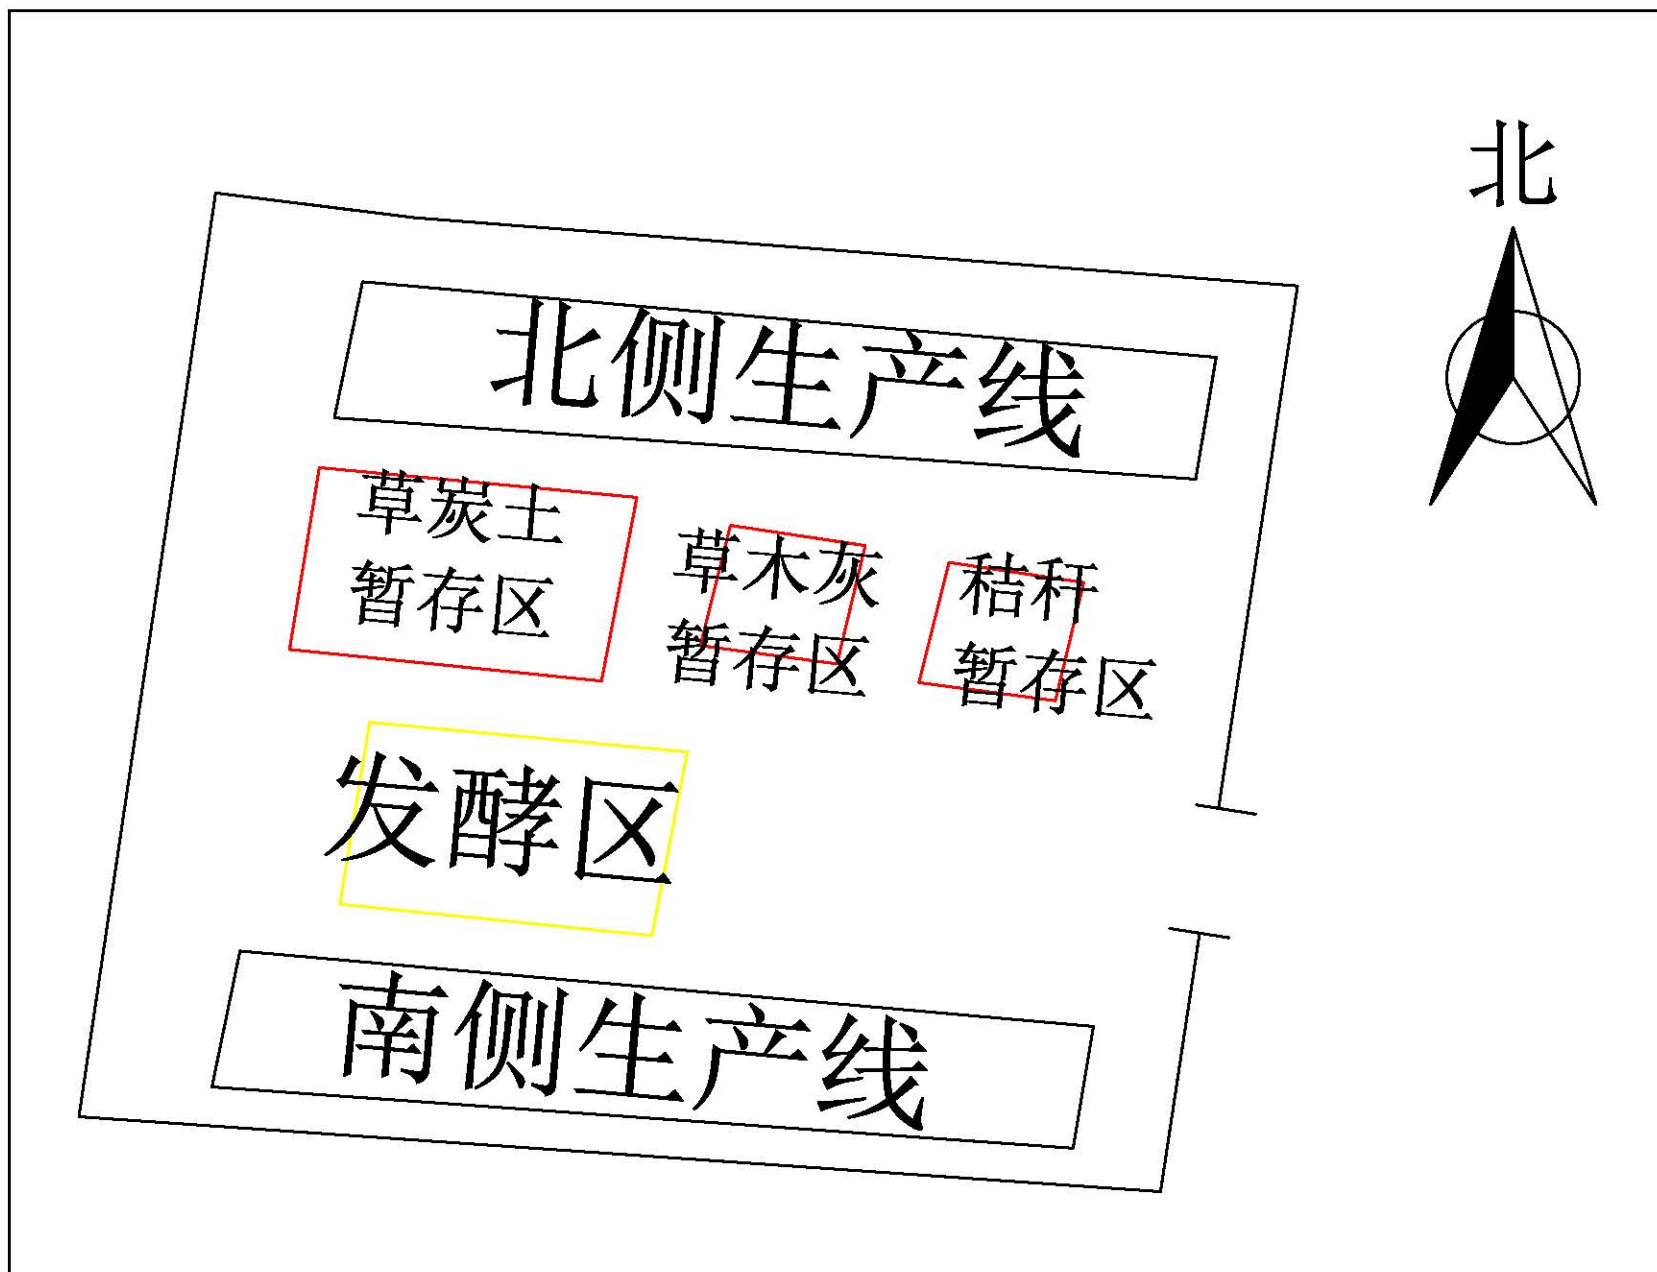 北
北侧生产线
草炭土
暂存区
草木灰
暂存区
秸秆
暂存区
发酵区
南侧生产线